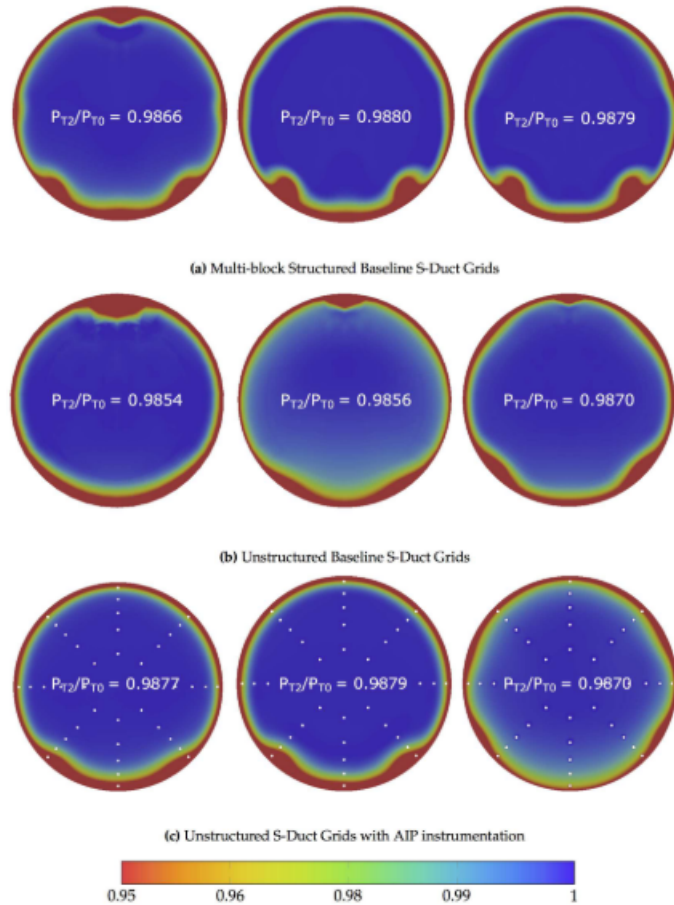 P_T2/P_T0 = 0.9866 P_T2/P_T0 = 0.9880 P_T2/P_T0 = 0.9879
(a) Multi-block Structured Baseline S-Duct Grids
P_T2/P_T0 = 0.9854 P_T2/P_T0 = 0.9856 P_T2/P_T0 = 0.9870
(b) Unstructured Baseline S-Duct Grids
P_T2/P_T0 = 0.9877 P_T2/P_T0 = 0.9879 P_T2/P_T0 = 0.9870
(c) Unstructured S-Duct Grids with AIP instrumentation
0.95 0.96 0.98 0.99 1